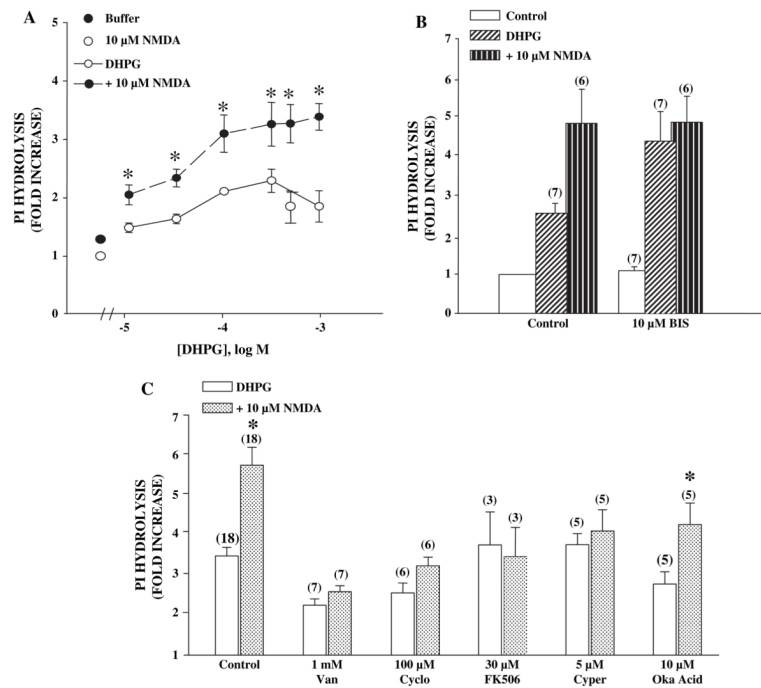 A
Buffer
10 µM NMDA
DHPG
+ 10 µM NMDA
PI HYDROLYSIS
(FOLD INCREASE)
5
4
3
2
1
0
* * * * * *
-5 -4 -3
[DHPG], log M
B
Control
DHPG
+ 10 µM NMDA
PI HYDROLYSIS
(FOLD INCREASE)
7
6
5
4
3
2
1
0
(7) (6) (7) (7) (6)
Control 10 µM BIS
C
DHPG
+ 10 µM NMDA
PI HYDROLYSIS
(FOLD INCREASE)
7
6
5
4
3
2
1
* *
(18) (18) (7) (7) (6) (6) (3) (3) (5) (5) (5) (5)
Control 1 mM 100 µM 30 µM 5 µM 10 µM
Van Cyclo FK506 Cyper Oka Acid